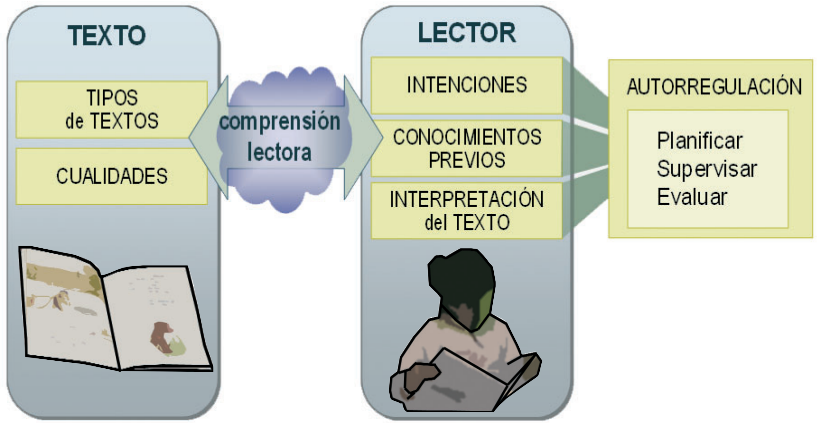 TEXTO
TIPOS
de TEXTOS
CUALIDADES
comprensión
lectora
LECTOR
INTENCIONES
CONOCIMIENTOS
PREVIOS
INTERPRETACIÓN
del TEXTO
AUTORREGULACIÓN
Planificar
Supervisar
Evaluar